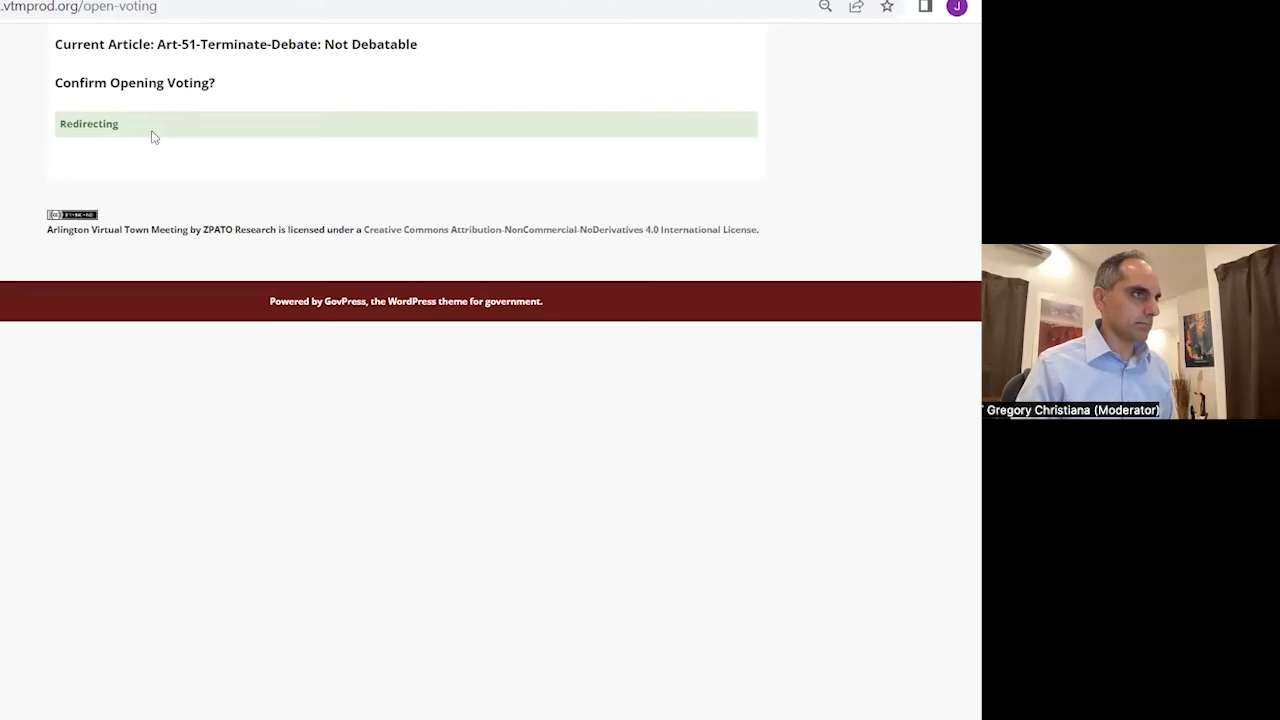 .vtmprod.org/open-voting
J
Current Article: Art-51-Terminate-Debate: Not Debatable
Confirm Opening Voting?
Redirecting
Arlington Virtual Town Meeting by ZPATO Research is licensed under a Creative Commons Attribution-NonCommercial-NoDerivatives 4.0 International License.
Powered by GovPress, the WordPress theme for government.
Gregory Christiana (Moderator)